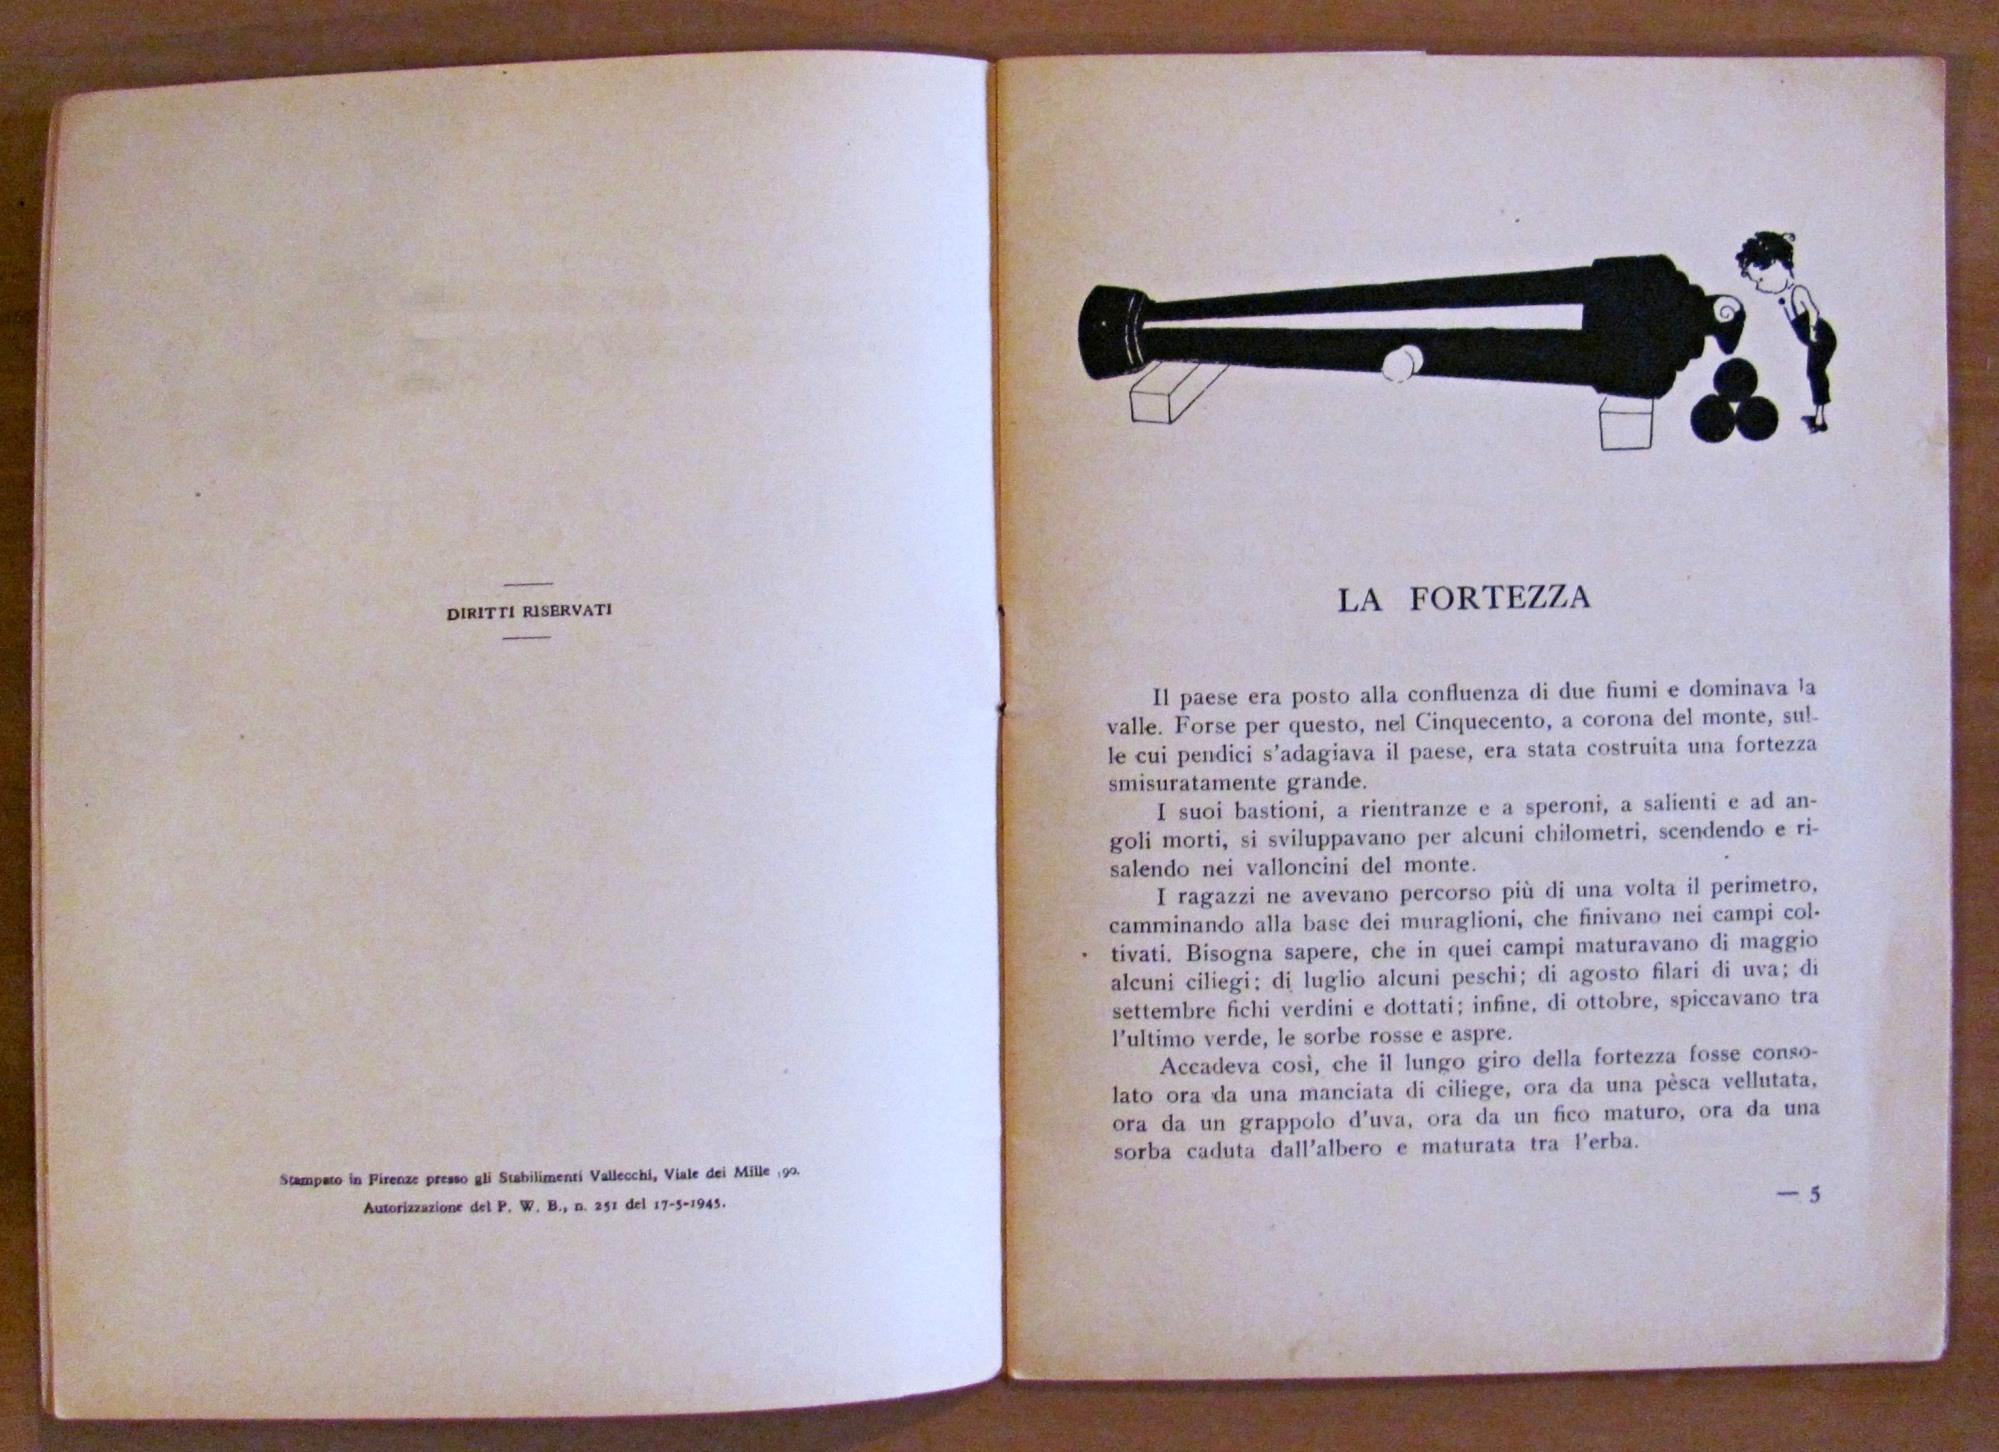 DIRITTI RISERVATI
Stampato in Firenze presso gli Stabilimenti Vallecchi, Viale dei Mille 90.
Autorizzazione del P. W. B., n. 251 del 17-5-1945.
LA FORTEZZA
Il paese era posto alla confluenza di due fiumi e dominava la
valle. Forse per questo, nel Cinquecento, a corona del monte, sul-
le cui pendici s'adagiava il paese, era stata costruita una fortezza
smisuratamente grande.
I suoi bastioni, a rientranze e a speroni, a salienti e ad an-
goli morti, si sviluppavano per alcuni chilometri, scendendo e ri-
salendo nei valloncini del monte.
I ragazzi ne avevano percorso più di una volta il perimetro,
camminando alla base dei muraglioni, che finivano nei campi col-
tivati. Bisogna sapere, che in quei campi maturavano di maggio
alcuni ciliegi; di luglio alcuni peschi; di agosto filari di uva; di
settembre fichi verdini e dottati; infine, di ottobre, spiccavano tra
l'ultimo verde, le sorbe rosse e aspre.
Accadeva così, che il lungo giro della fortezza fosse conso-
lato ora da una manciata di ciliege, ora da una pèsca vellutata,
ora da un grappolo d'uva, ora da un fico maturo, ora da una
sorba caduta dall'albero e maturata tra l'erba.
— 5